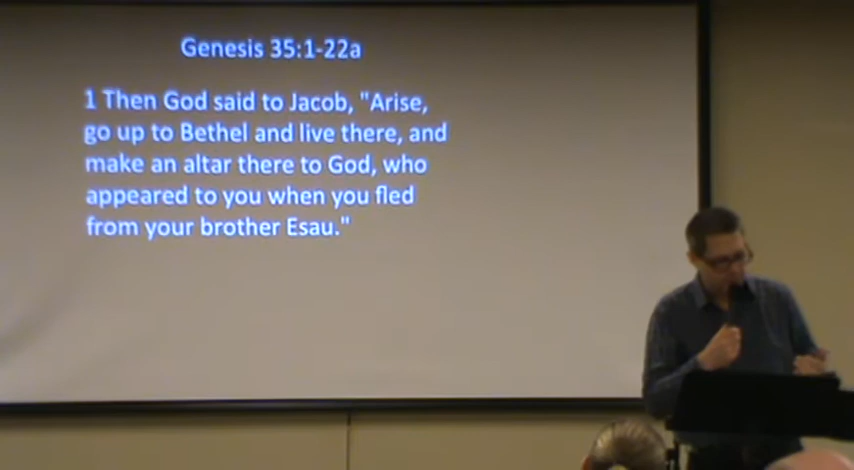 Genesis 35:1-22a
1 Then God said to Jacob, "Arise,
go up to Bethel and live there, and
make an altar there to God, who
appeared to you when you fled
from your brother Esau."